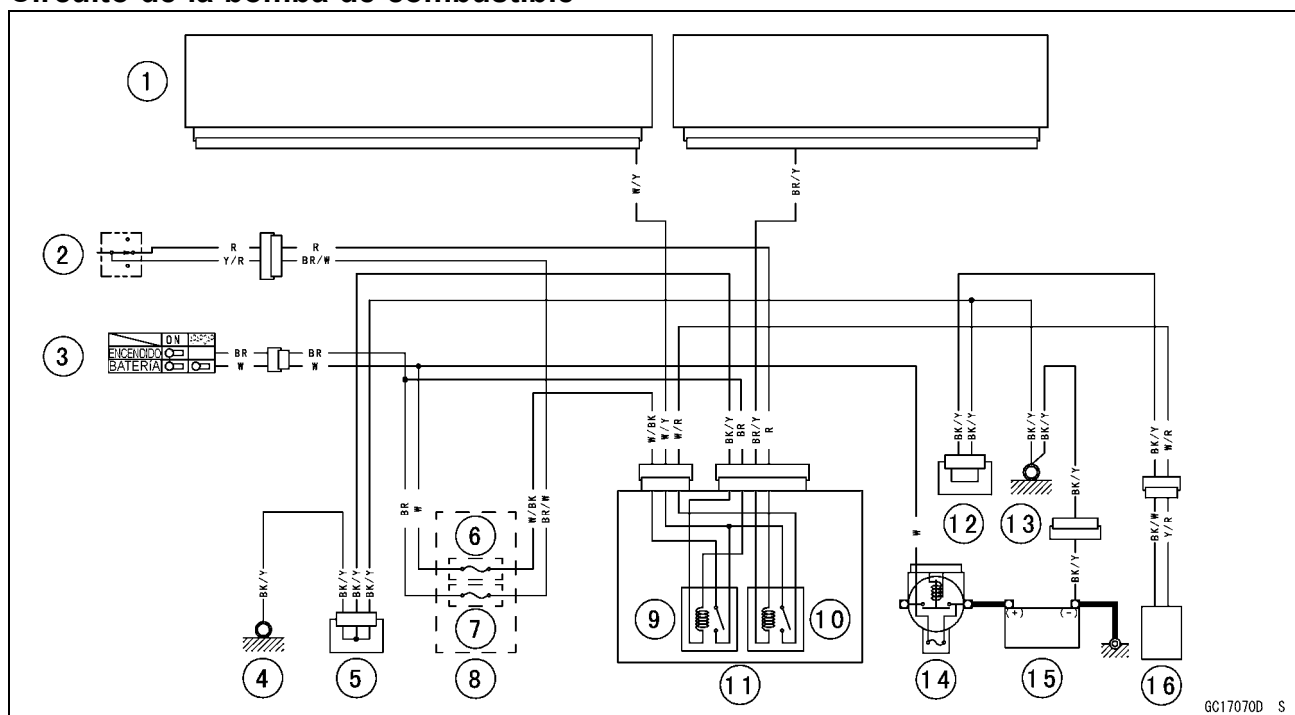 Circuito de la bomba de combustible
1
W/Y
BR/Y
2
R
Y/R
R
BR/W
3
ON
ENCENDIDO
BATERÍA
BR
W
BR
W
W/BK
W/Y
W/R
BK/Y
BR
BR/Y
R
BK/Y
BK/Y
BK/Y
BK/Y
BK/Y
W/R
BR
W
W/BK
BR/W
BK/Y
BK/Y
BK/Y
BK/Y
BK/Y
W
BK/Y
BK/W
Y/R
6
7
8
9
10
11
12
13
(+)
(-)
4
5
14
15
16
GC17070D S